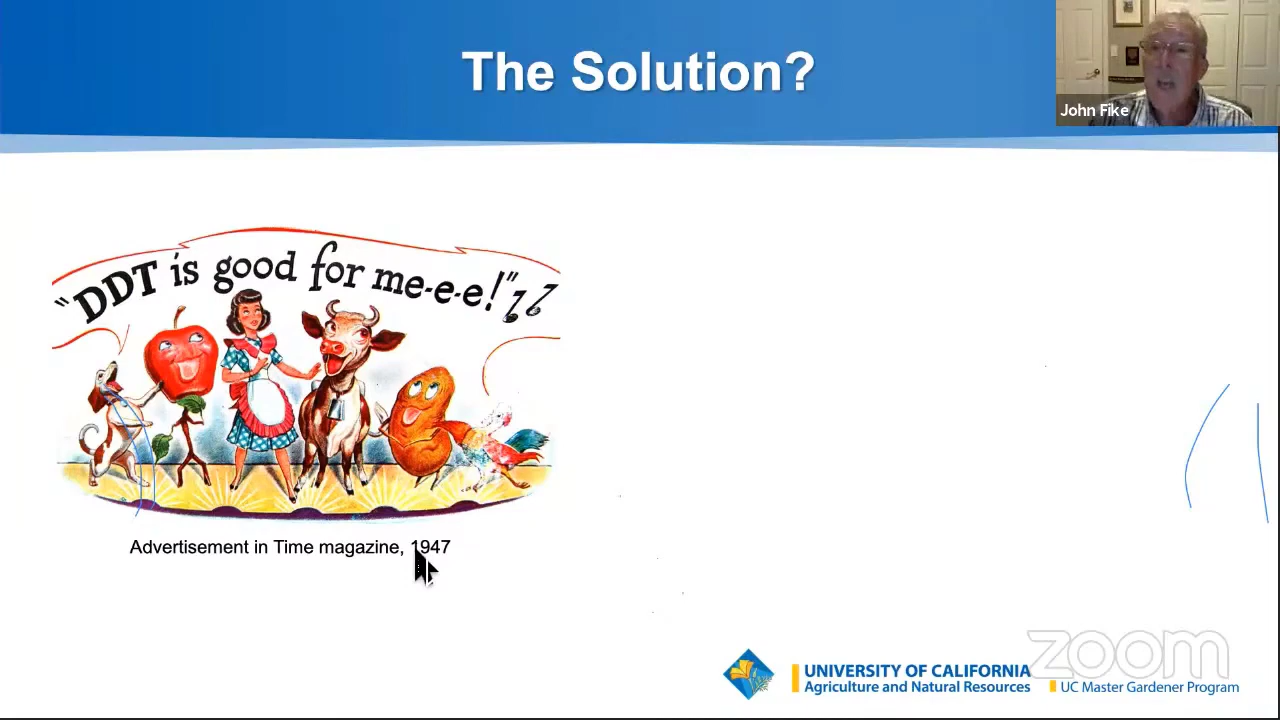 The Solution?
John Fike
"DDT is good for me-e-e!"
Advertisement in Time magazine, 1947
zoom
UNIVERSITY OF CALIFORNIA
Agriculture and Natural Resources
UC Master Gardener Program